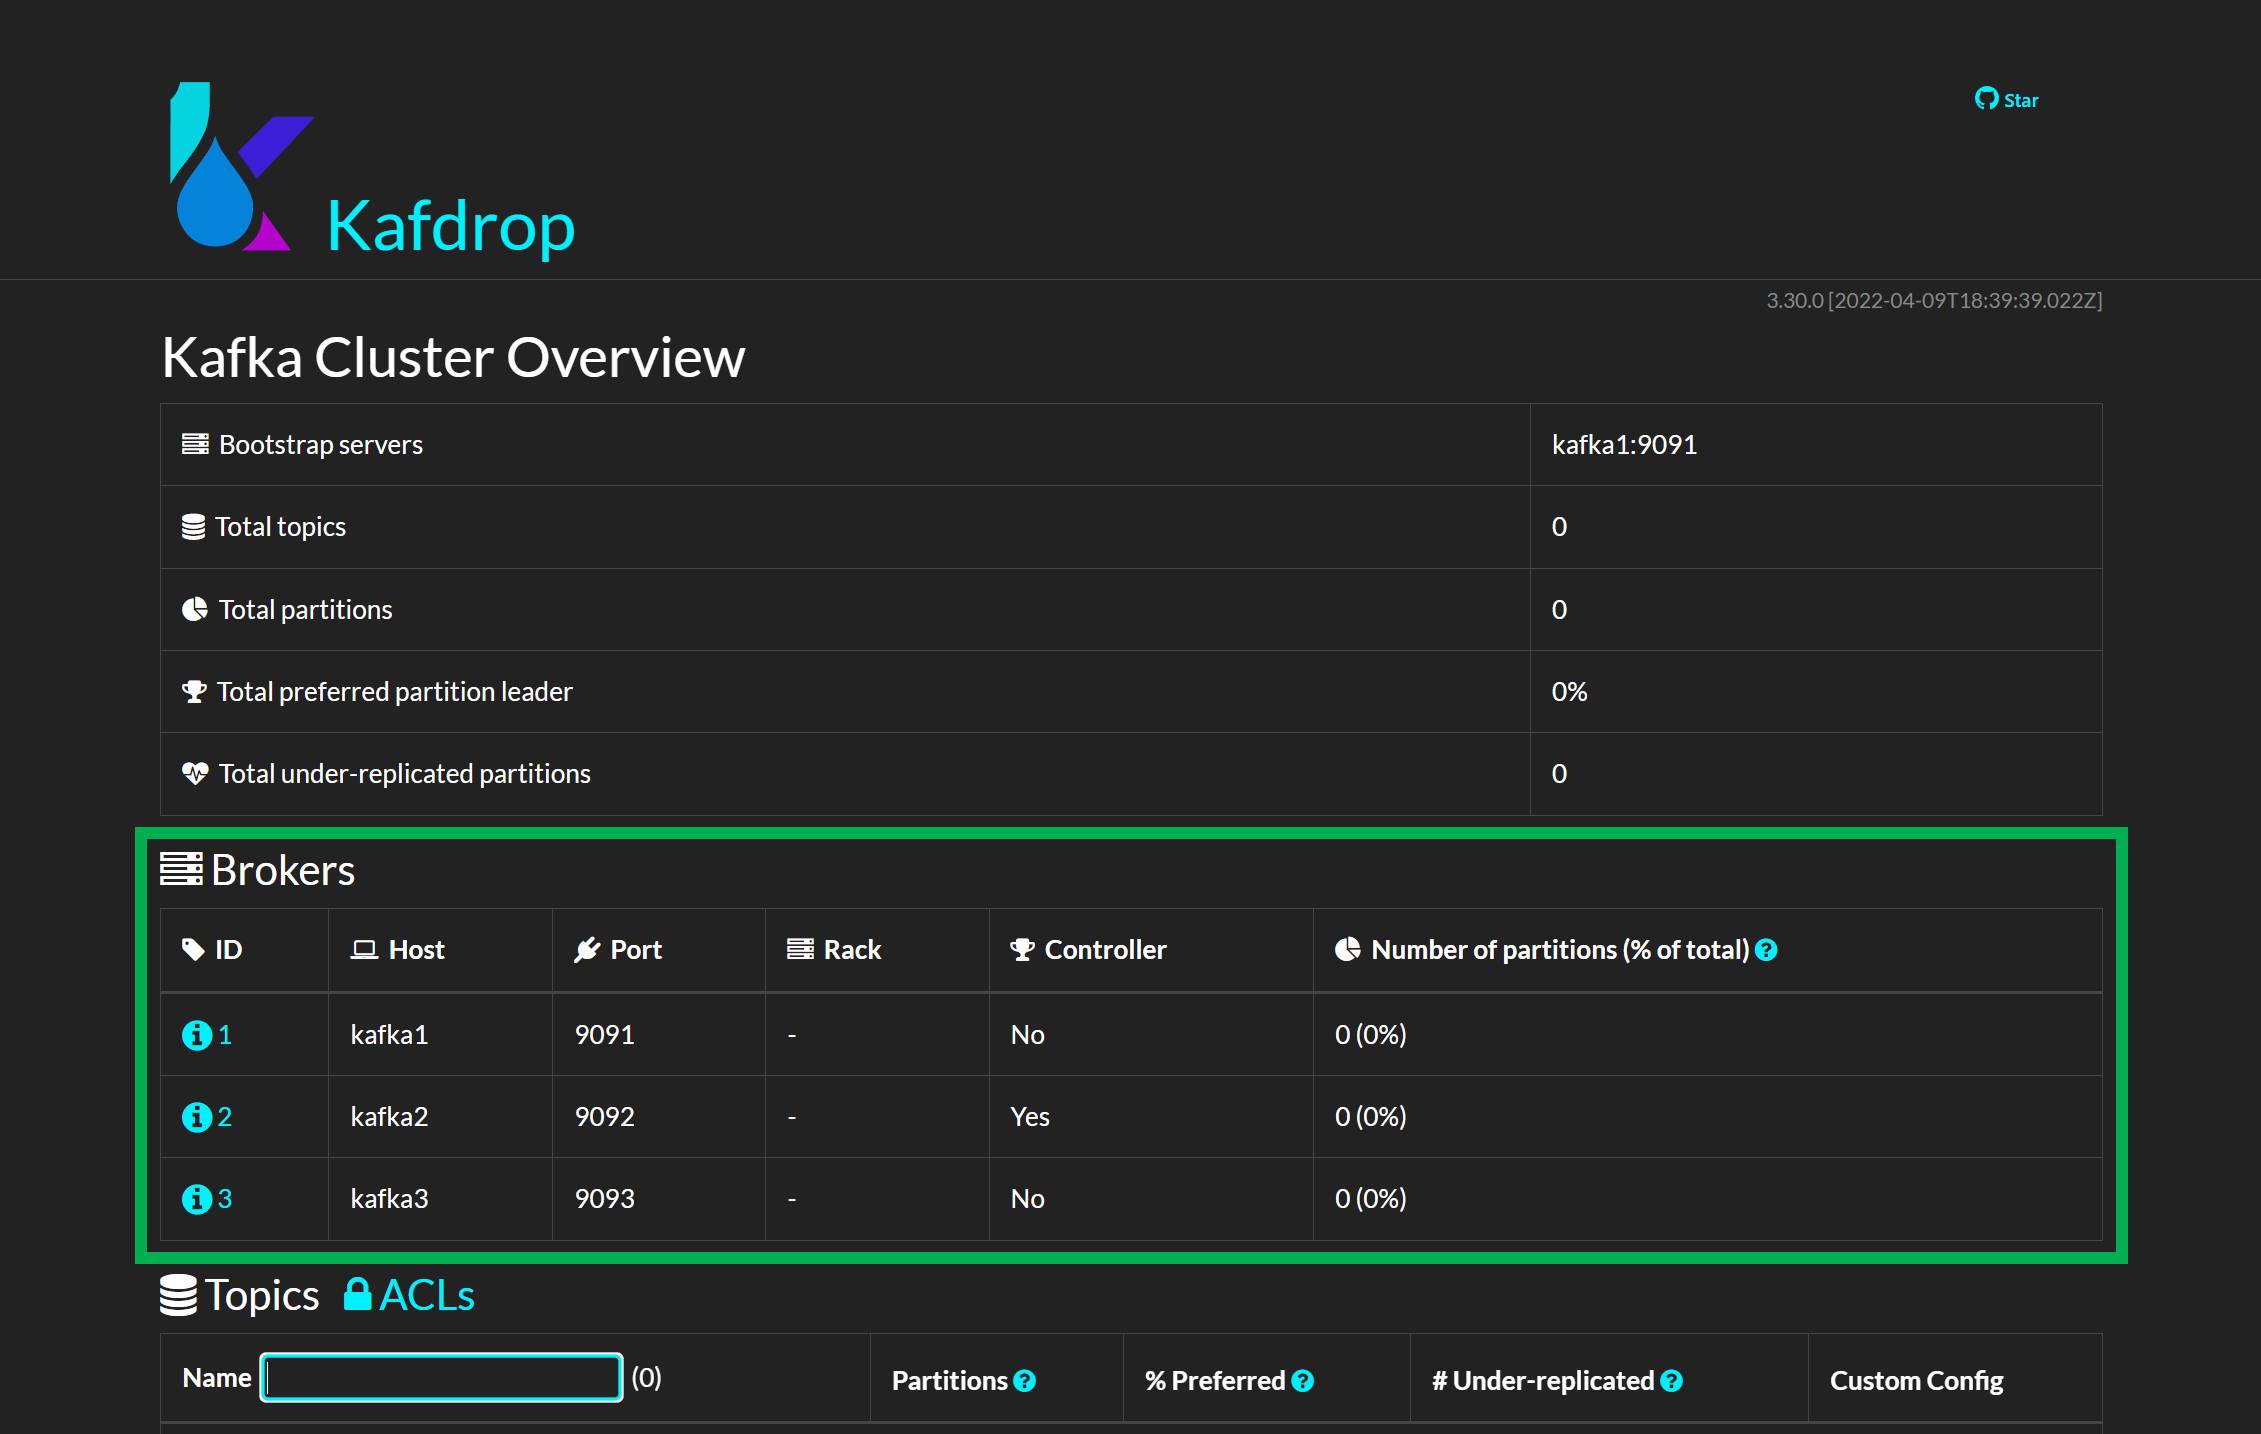 Star
Kafdrop
3.30.0 [2022-04-09T18:39:39.022Z]
Kafka Cluster Overview
Bootstrap servers kafka1:9091
Total topics 0
Total partitions 0
Total preferred partition leader 0%
Total under-replicated partitions 0
Brokers
ID Host Port Rack Controller Number of partitions (% of total)
1 kafka1 9091 - No 0 (0%)
2 kafka2 9092 - Yes 0 (0%)
3 kafka3 9093 - No 0 (0%)
Topics ACLs
Name (0) Partitions % Preferred # Under-replicated Custom Config